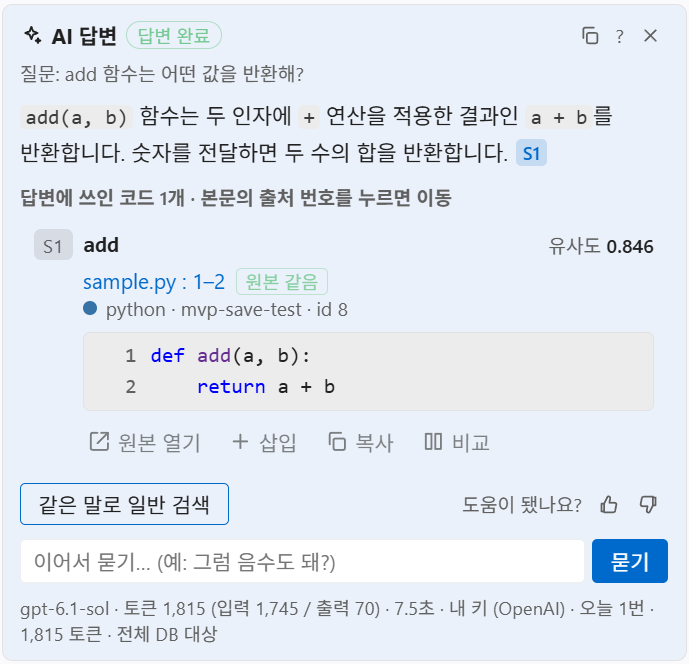 AI 답변 답변 완료 ?
질문: add 함수는 어떤 값을 반환해?
add(a, b) 함수는 두 인자에 + 연산을 적용한 결과인 a + b 를
반환합니다. 숫자를 전달하면 두 수의 합을 반환합니다. S1
답변에 쓰인 코드 1개 · 본문의 출처 번호를 누르면 이동
S1 add 유사도 0.846
sample.py : 1–2 원본 같음
python · mvp-save-test · id 8
1 def add(a, b):
2     return a + b
원본 열기 삽입 복사 비교
같은 말로 일반 검색 도움이 됐나요?
이어서 묻기... (예: 그럼 음수도 돼?) 묻기
gpt-6.1-sol · 토큰 1,815 (입력 1,745 / 출력 70) · 7.5초 · 내 키 (OpenAI) · 오늘 1번 ·
1,815 토큰 · 전체 DB 대상